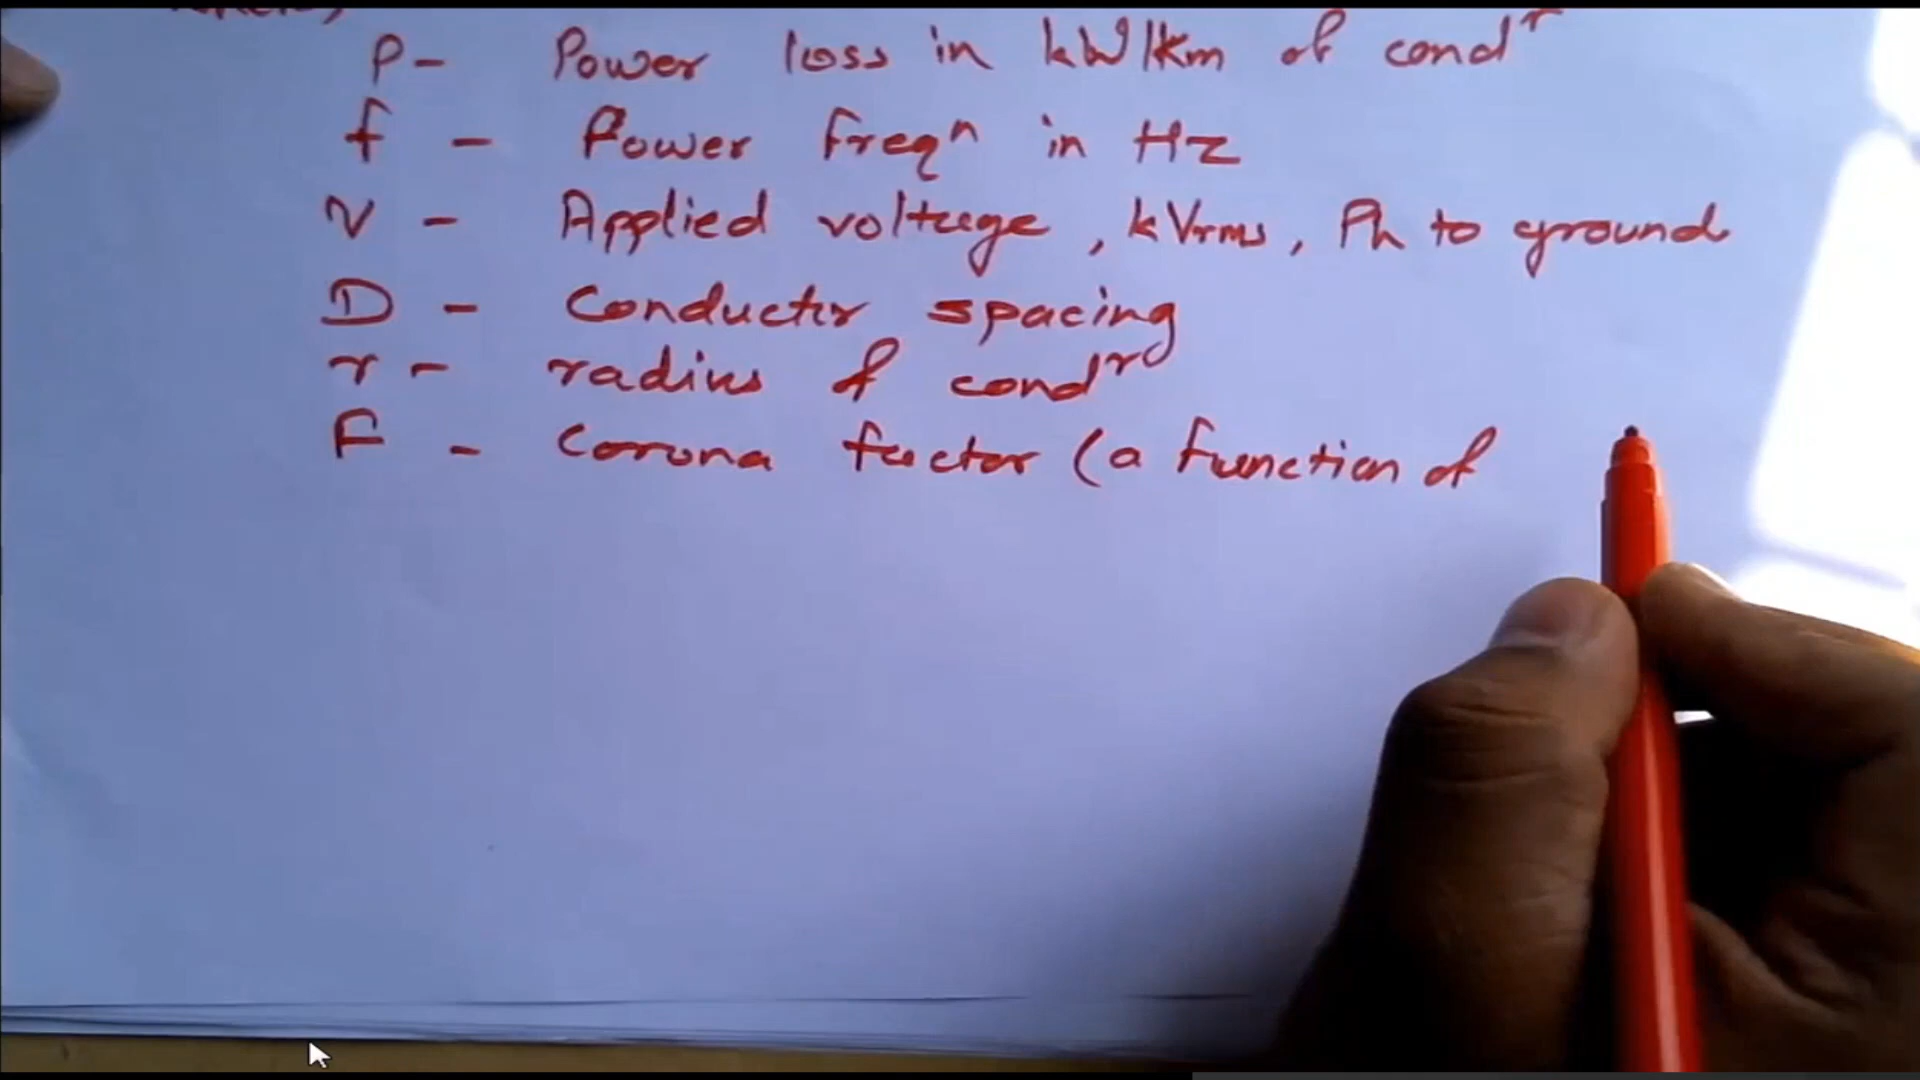 P- Power loss in kW/km of condʳ
f - Power freqⁿ in Hz
V - Applied voltage, kVrms, Ph to ground
D - Conductor spacing
r - radius of condʳ
F - Corona factor (a function of